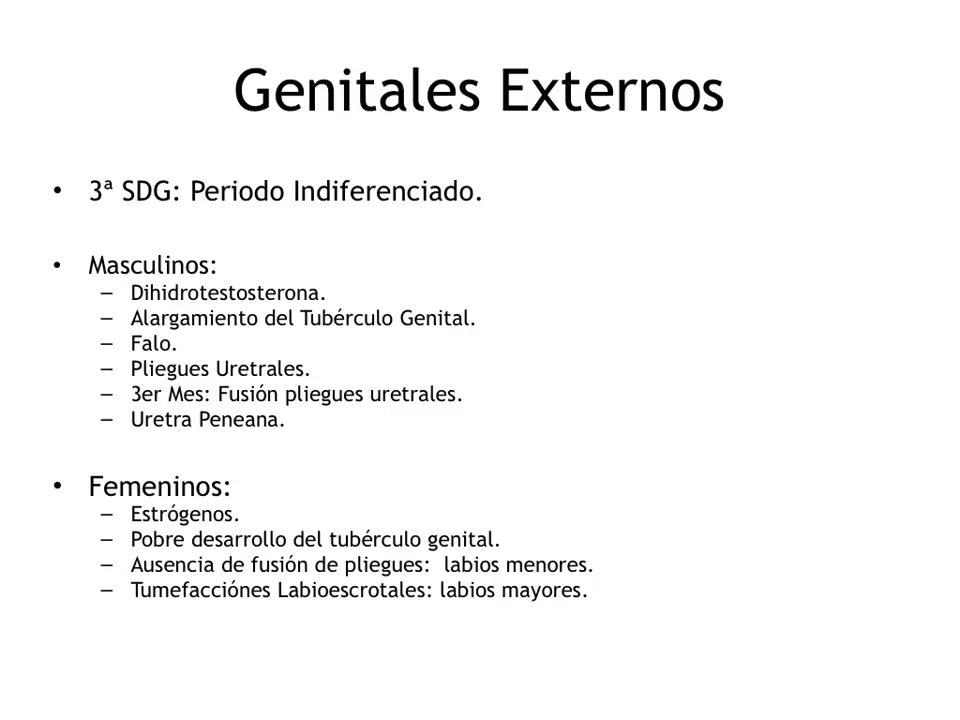 Genitales Externos
• 3ª SDG: Periodo Indiferenciado.
• Masculinos:
– Dihidrotestosterona.
– Alargamiento del Tubérculo Genital.
– Falo.
– Pliegues Uretrales.
– 3er Mes: Fusión pliegues uretrales.
– Uretra Peneana.
• Femeninos:
– Estrógenos.
– Pobre desarrollo del tubérculo genital.
– Ausencia de fusión de pliegues:  labios menores.
– Tumefacciónes Labioescrotales: labios mayores.